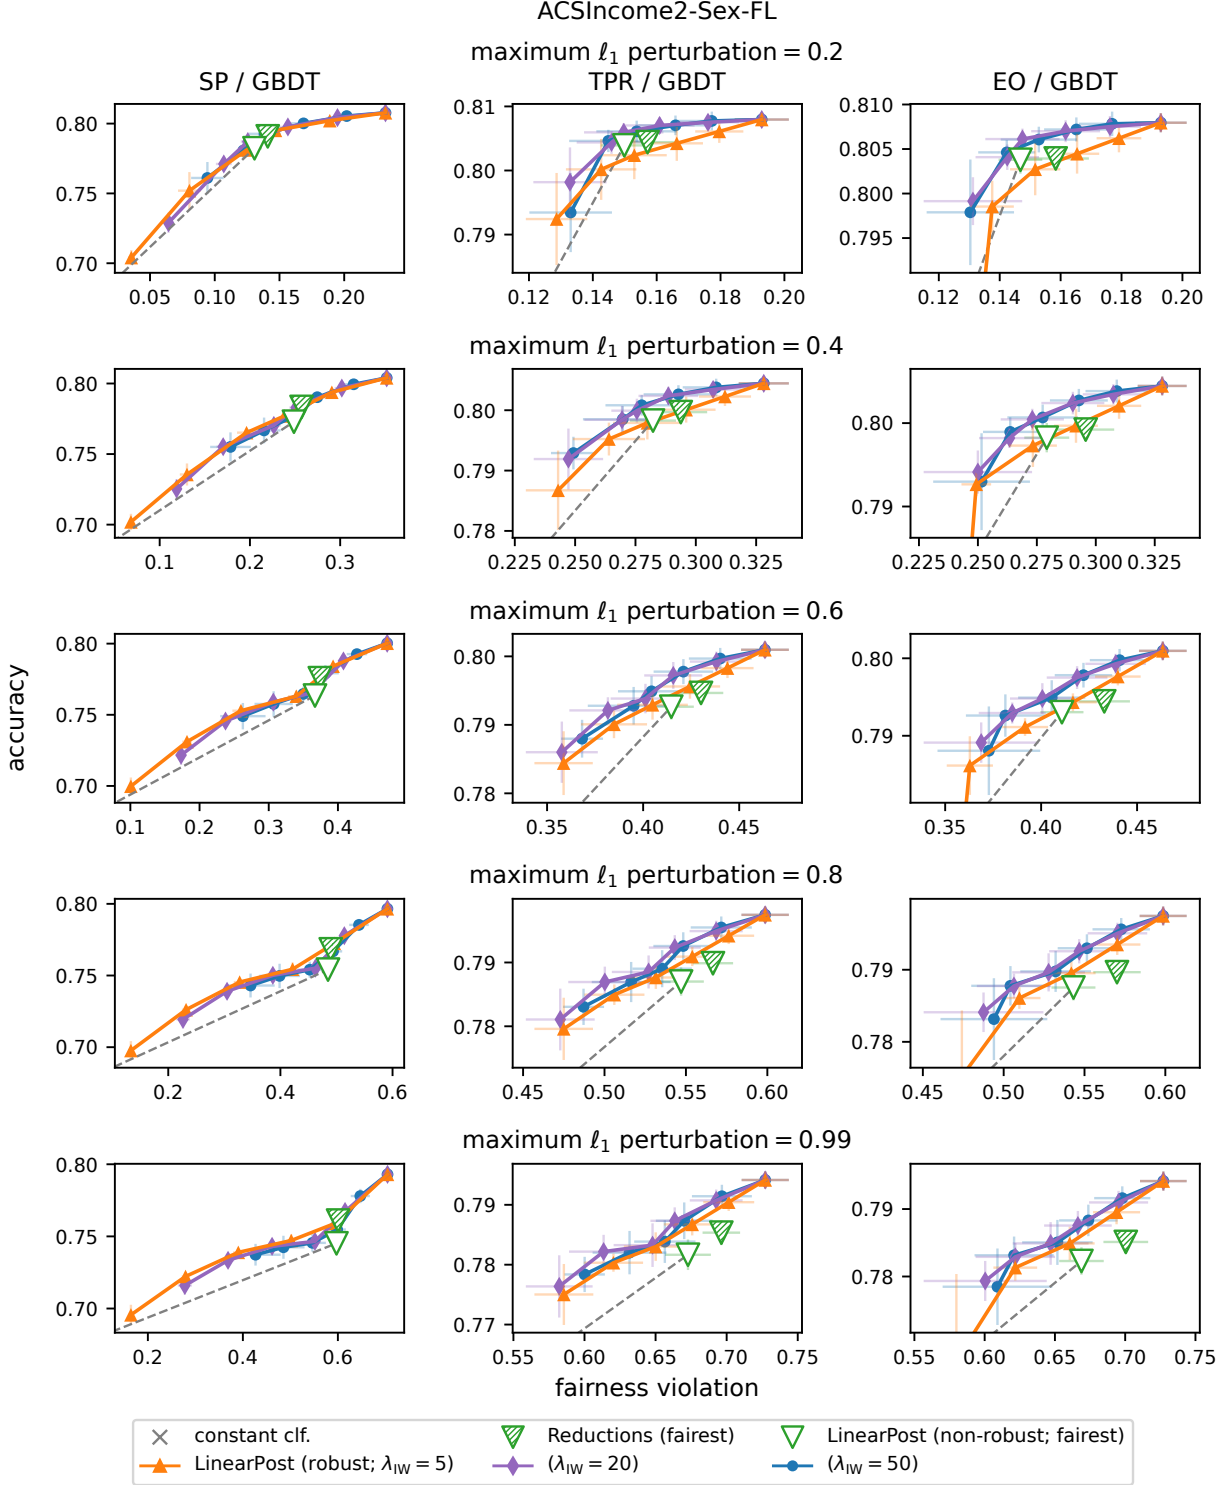 ACSIncome2-Sex-FL
maximum ℓ₁ perturbation = 0.2
SP / GBDT TPR / GBDT EO / GBDT
0.80 0.75 0.70
0.05 0.10 0.15 0.20
0.81 0.80 0.79
0.12 0.14 0.16 0.18 0.20
0.810 0.805 0.800 0.795
0.12 0.14 0.16 0.18 0.20
maximum ℓ₁ perturbation = 0.4
0.80 0.75 0.70
0.1 0.2 0.3
0.80 0.79 0.78
0.225 0.250 0.275 0.300 0.325
0.80 0.79
0.225 0.250 0.275 0.300 0.325
maximum ℓ₁ perturbation = 0.6
0.80 0.75 0.70
0.1 0.2 0.3 0.4
0.80 0.79 0.78
0.35 0.40 0.45
0.80 0.79
0.35 0.40 0.45
accuracy
maximum ℓ₁ perturbation = 0.8
0.80 0.75 0.70
0.2 0.4 0.6
0.79 0.78
0.45 0.50 0.55 0.60
0.79 0.78
0.45 0.50 0.55 0.60
maximum ℓ₁ perturbation = 0.99
0.80 0.75 0.70
0.2 0.4 0.6
0.79 0.78 0.77
0.55 0.60 0.65 0.70 0.75
0.79 0.78
0.55 0.60 0.65 0.70 0.75
fairness violation
constant clf. Reductions (fairest) LinearPost (non-robust; fairest)
LinearPost (robust; λ_IW = 5) (λ_IW = 20) (λ_IW = 50)